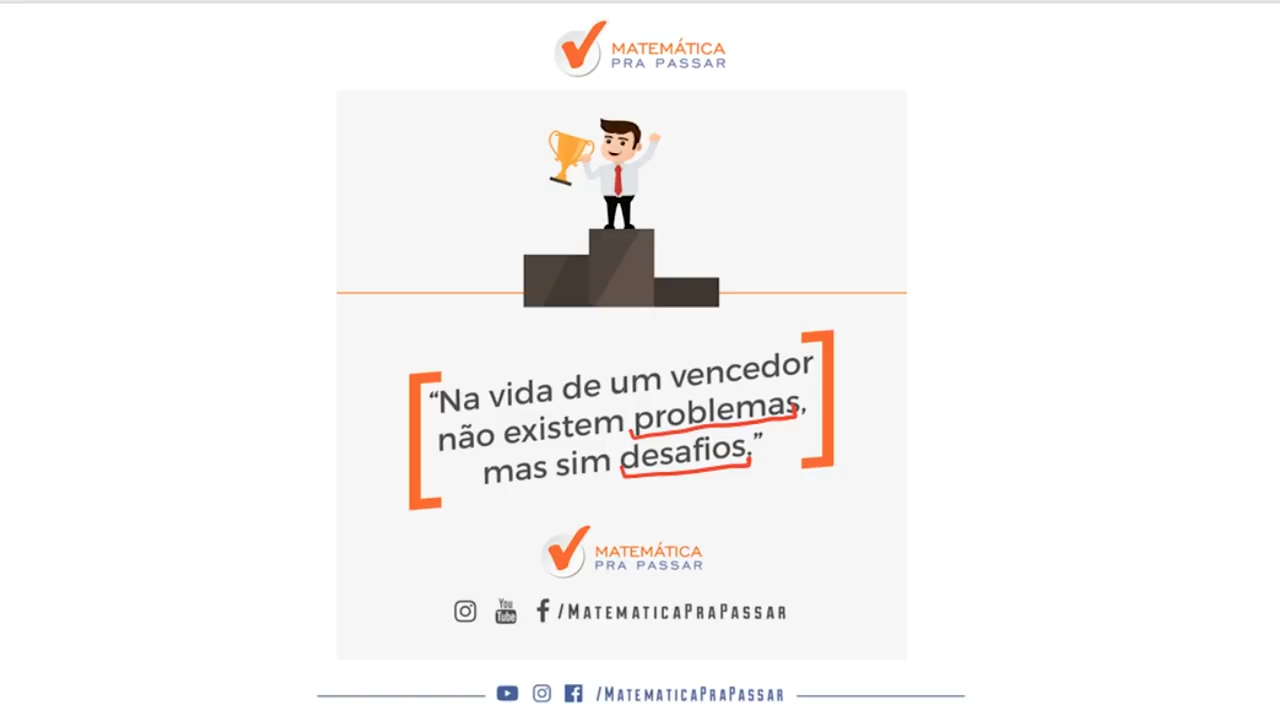 MATEMÁTICA
PRA PASSAR
“Na vida de um vencedor
não existem problemas,
mas sim desafios.”
MATEMÁTICA
PRA PASSAR
You
Tube
/MATEMATICAPRAPASSAR
/MATEMATICAPRAPASSAR